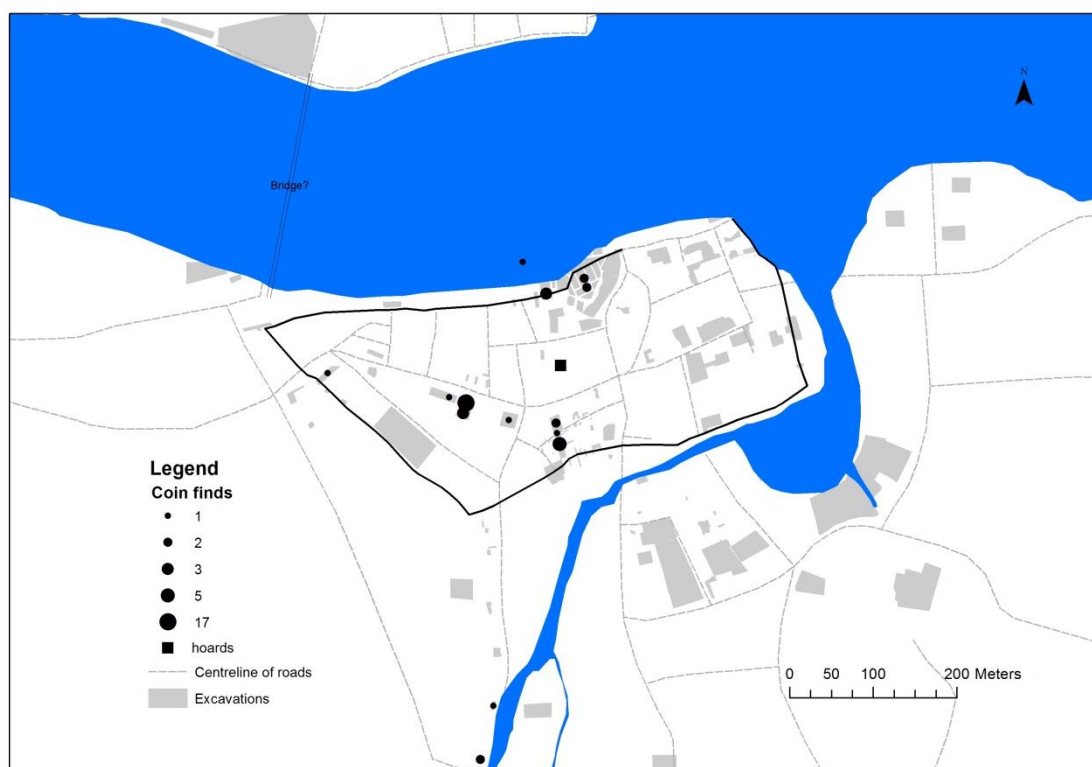 N
Bridge?
Legend
Coin finds
1
2
3
5
17
hoards
Centreline of roads
Excavations
0 50 100 200 Meters